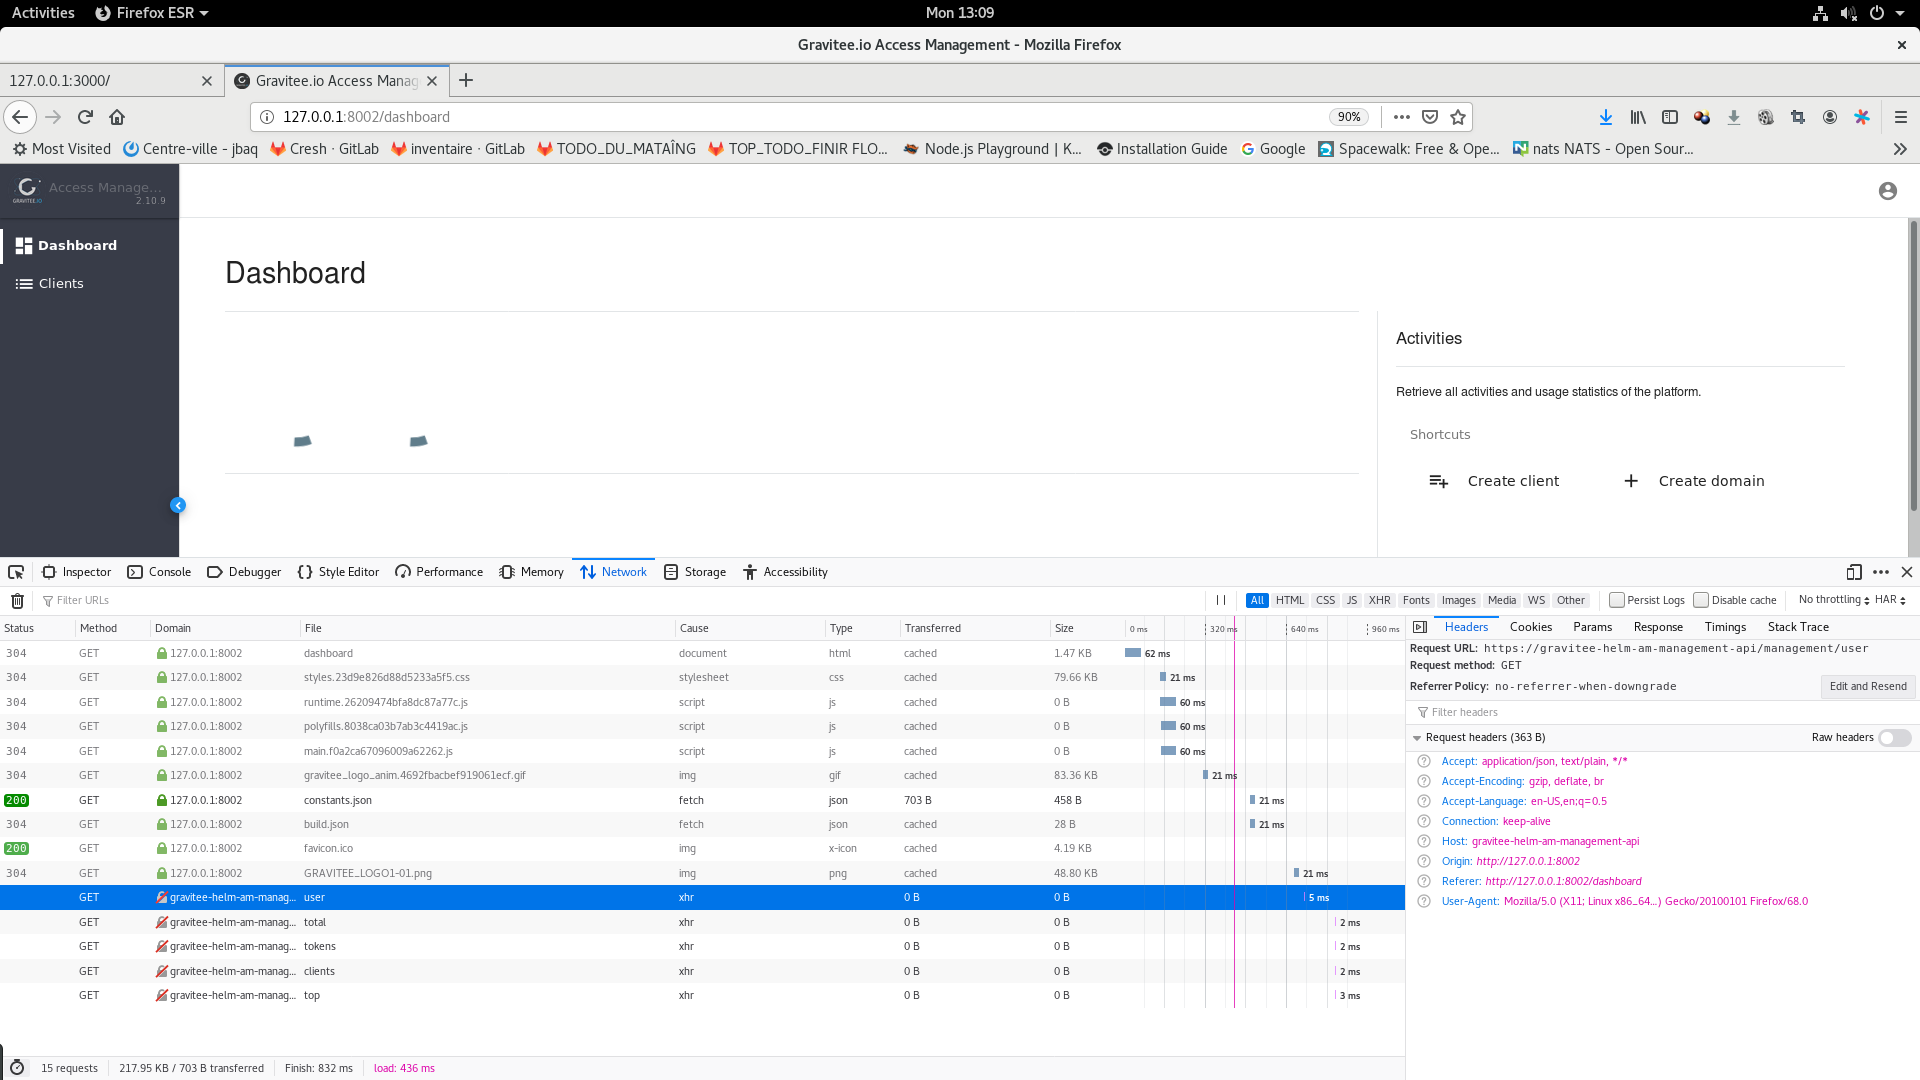 Activities Firefox ESR Mon 13:09
Gravitee.io Access Management - Mozilla Firefox
127.0.0.1:3000/ Gravitee.io Access Manag
127.0.0.1:8002/dashboard 90%
Most Visited Centre-ville - jbaq Cresh · GitLab inventaire · GitLab TODO_DU_MATAÎNG TOP_TODO_FINIR FLO... Node.js Playground | K... Installation Guide Google Spacewalk: Free & Ope... nats NATS - Open Sour...
GRAVITEE.IO Access Manage...
2.10.9
Dashboard
Clients
Dashboard
Activities
Retrieve all activities and usage statistics of the platform.
Shortcuts
Create client Create domain
Inspector Console Debugger Style Editor Performance Memory Network Storage Accessibility
Filter URLs All HTML CSS JS XHR Fonts Images Media WS Other Persist Logs Disable cache No throttling HAR
Status Method Domain File Cause Type Transferred Size 0 ms 320 ms 640 ms 960 ms
304 GET 127.0.0.1:8002 dashboard document html cached 1.47 KB 62 ms
304 GET 127.0.0.1:8002 styles.23d9e826d88d5233a5f5.css stylesheet css cached 79.66 KB 21 ms
304 GET 127.0.0.1:8002 runtime.26209474bfa8dc87a77c.js script js cached 0 B 60 ms
304 GET 127.0.0.1:8002 polyfills.8038ca03b7ab3c4419ac.js script js cached 0 B 60 ms
304 GET 127.0.0.1:8002 main.f0a2ca67096009a62262.js script js cached 0 B 60 ms
304 GET 127.0.0.1:8002 gravitee_logo_anim.4692fbacbef919061ecf.gif img gif cached 83.36 KB 21 ms
200 GET 127.0.0.1:8002 constants.json fetch json 703 B 458 B 21 ms
304 GET 127.0.0.1:8002 build.json fetch json cached 28 B 21 ms
200 GET 127.0.0.1:8002 favicon.ico img x-icon cached 4.19 KB
304 GET 127.0.0.1:8002 GRAVITEE_LOGO1-01.png img png cached 48.80 KB 21 ms
GET gravitee-helm-am-manag... user xhr 0 B 0 B 5 ms
GET gravitee-helm-am-manag... total xhr 0 B 0 B 2 ms
GET gravitee-helm-am-manag... tokens xhr 0 B 0 B 2 ms
GET gravitee-helm-am-manag... clients xhr 0 B 0 B 2 ms
GET gravitee-helm-am-manag... top xhr 0 B 0 B 3 ms
15 requests 217.95 KB / 703 B transferred Finish: 832 ms load: 436 ms
Headers Cookies Params Response Timings Stack Trace
Request URL: https://gravitee-helm-am-management-api/management/user
Request method: GET
Referrer Policy: no-referrer-when-downgrade Edit and Resend
Filter headers
Request headers (363 B) Raw headers
Accept: application/json, text/plain, */*
Accept-Encoding: gzip, deflate, br
Accept-Language: en-US,en;q=0.5
Connection: keep-alive
Host: gravitee-helm-am-management-api
Origin: http://127.0.0.1:8002
Referer: http://127.0.0.1:8002/dashboard
User-Agent: Mozilla/5.0 (X11; Linux x86_64...) Gecko/20100101 Firefox/68.0